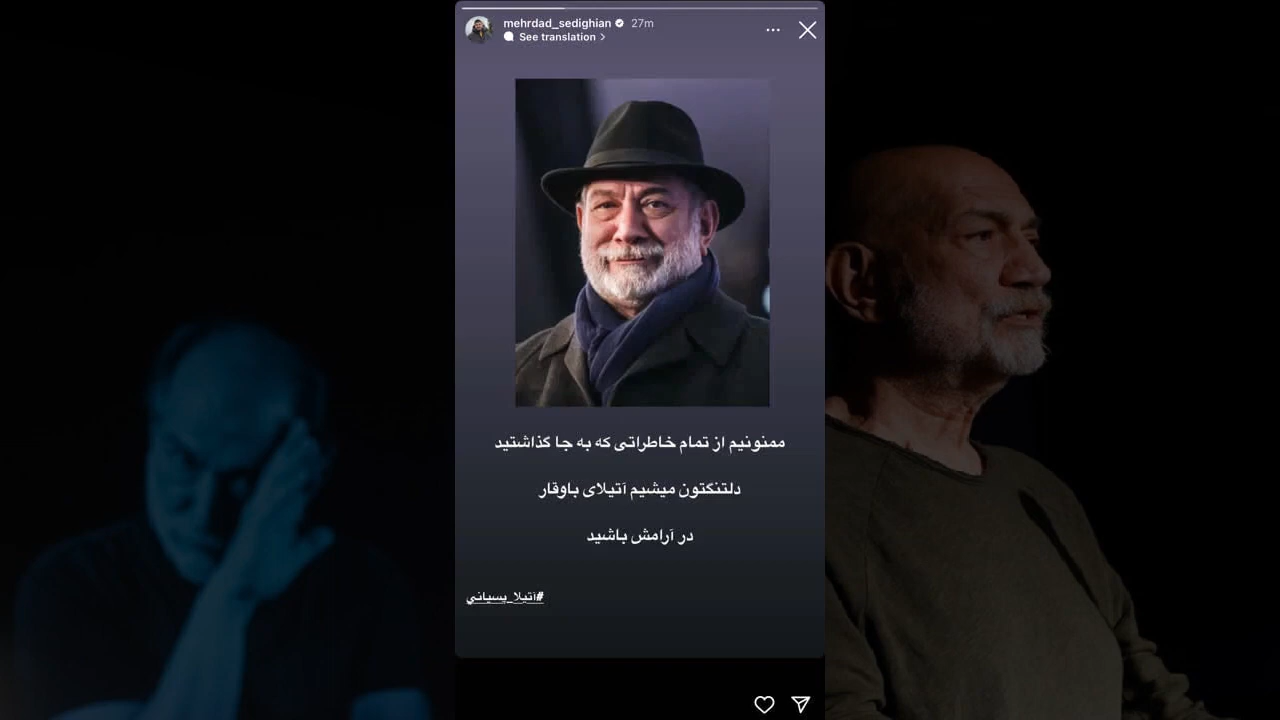 mehrdad_sedighian 27m
See translation >
ممنونیم از تمام خاطراتی که به جا گذاشتید
دلتنگتون میشیم آتیلای باوقار
در آرامش باشید
#آتیلا_پسیانی